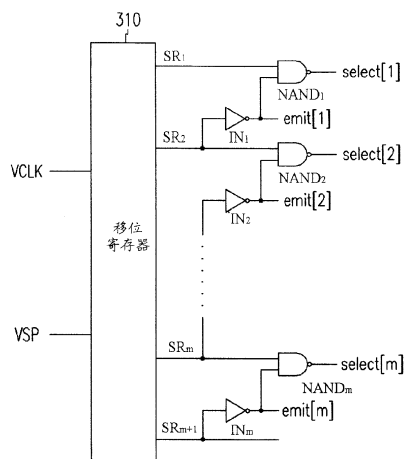 310
SR1
select[1]
NAND1
IN1
emit[1]
SR2
select[2]
NAND2
VCLK
IN2
emit[2]
移位
寄存器
VSP
SRm
select[m]
NANDm
emit[m]
INm
SRm+1